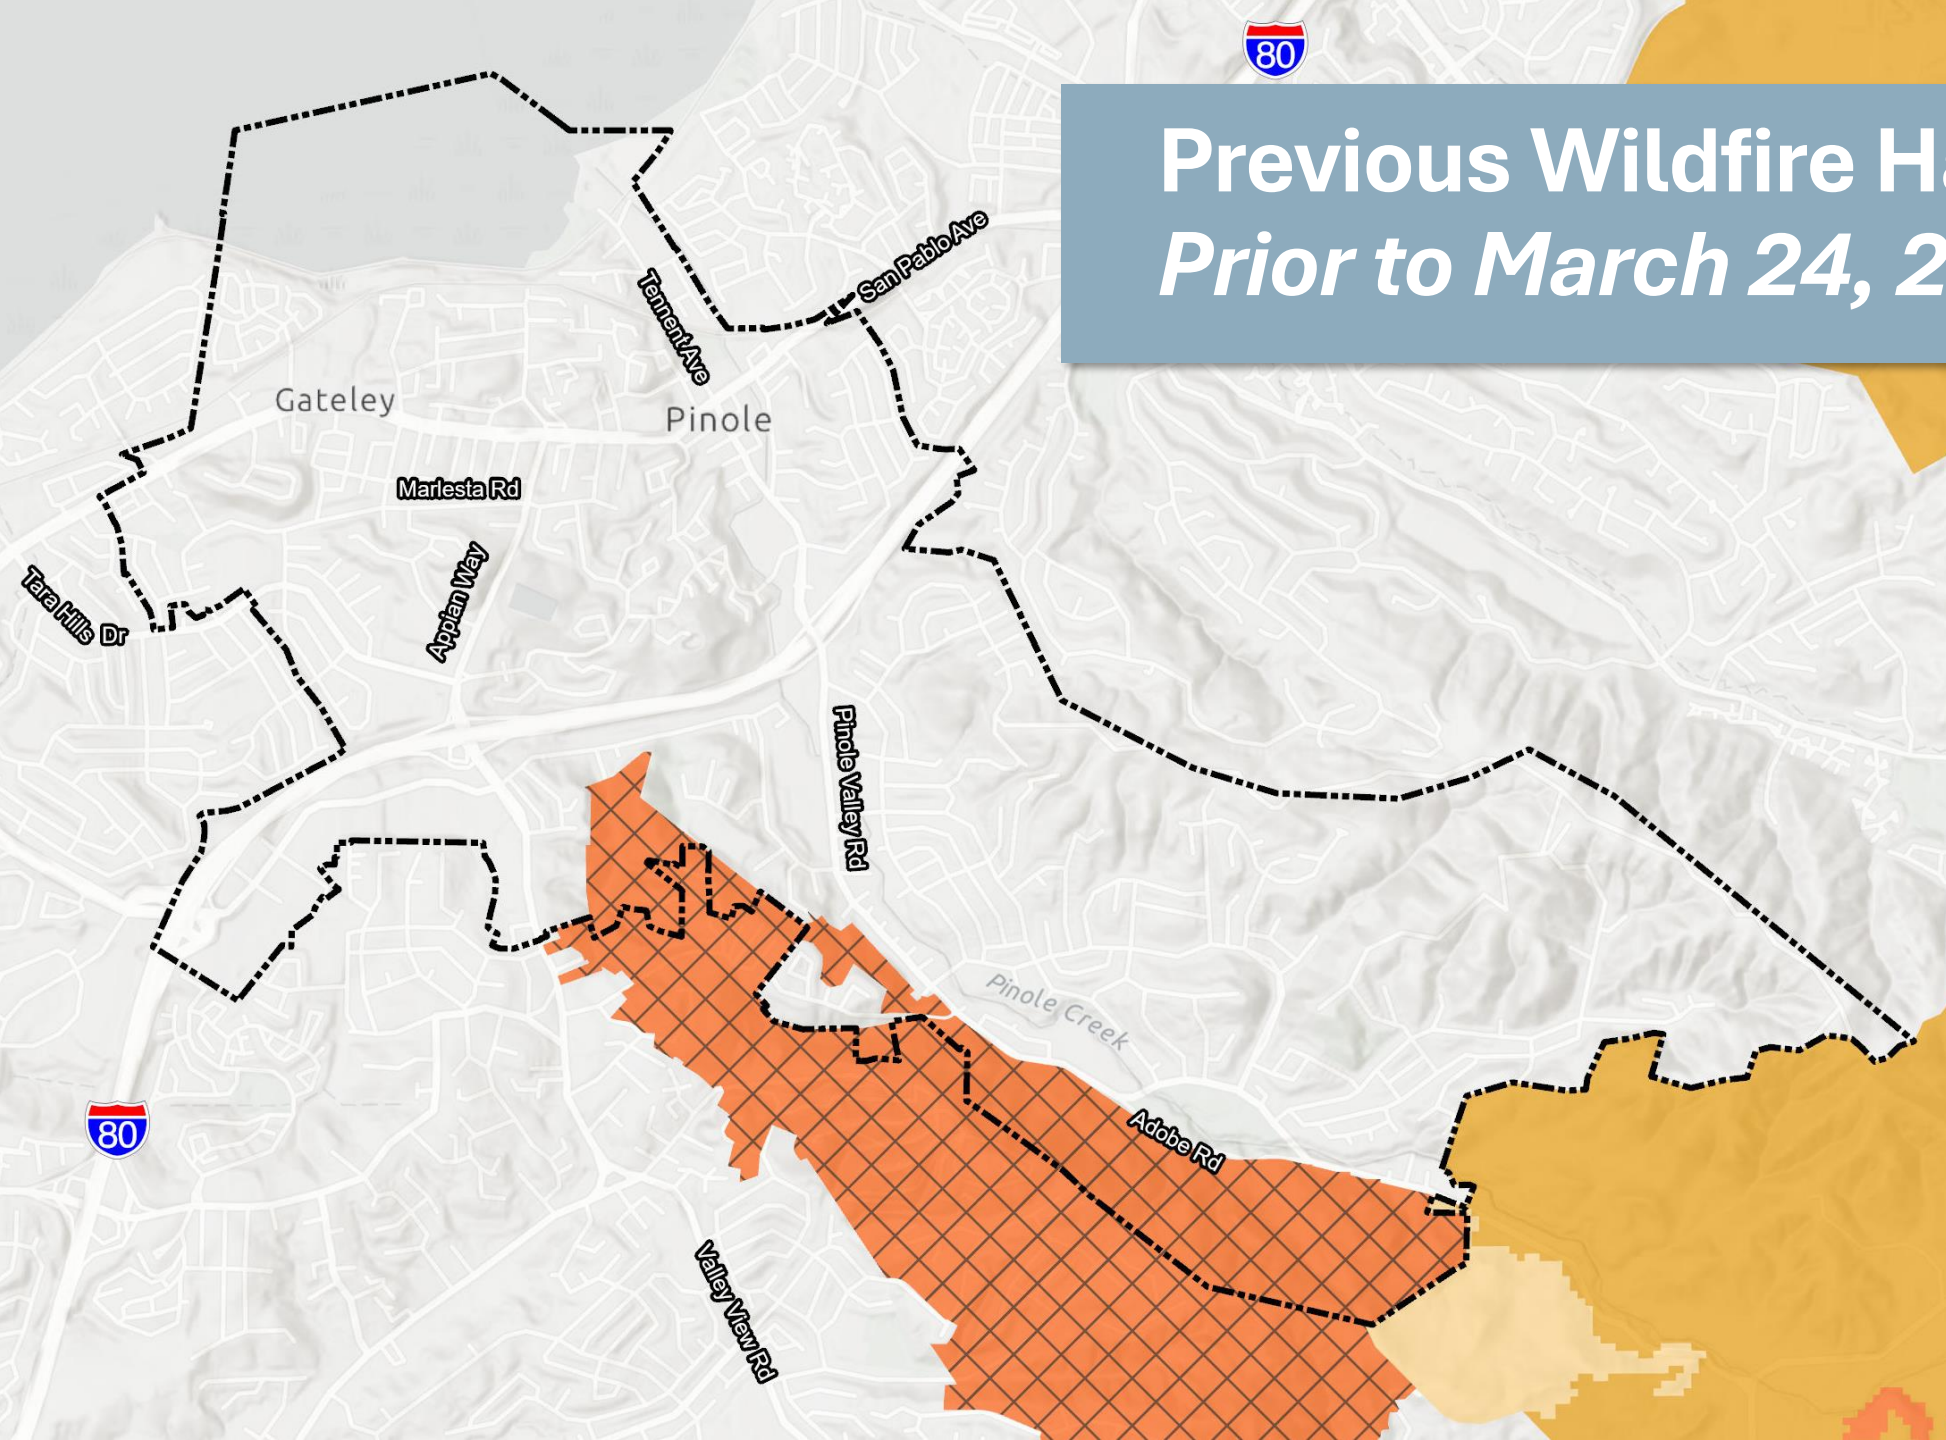 80
Previous Wildfire Ha
Prior to March 24, 2
San Pablo Ave
Tennent Ave
Gateley
Pinole
Marlesta Rd
Appian Way
Tara Hills Dr
Pinole Valley Rd
Pinole Creek
Adobe Rd
80
Valley View Rd